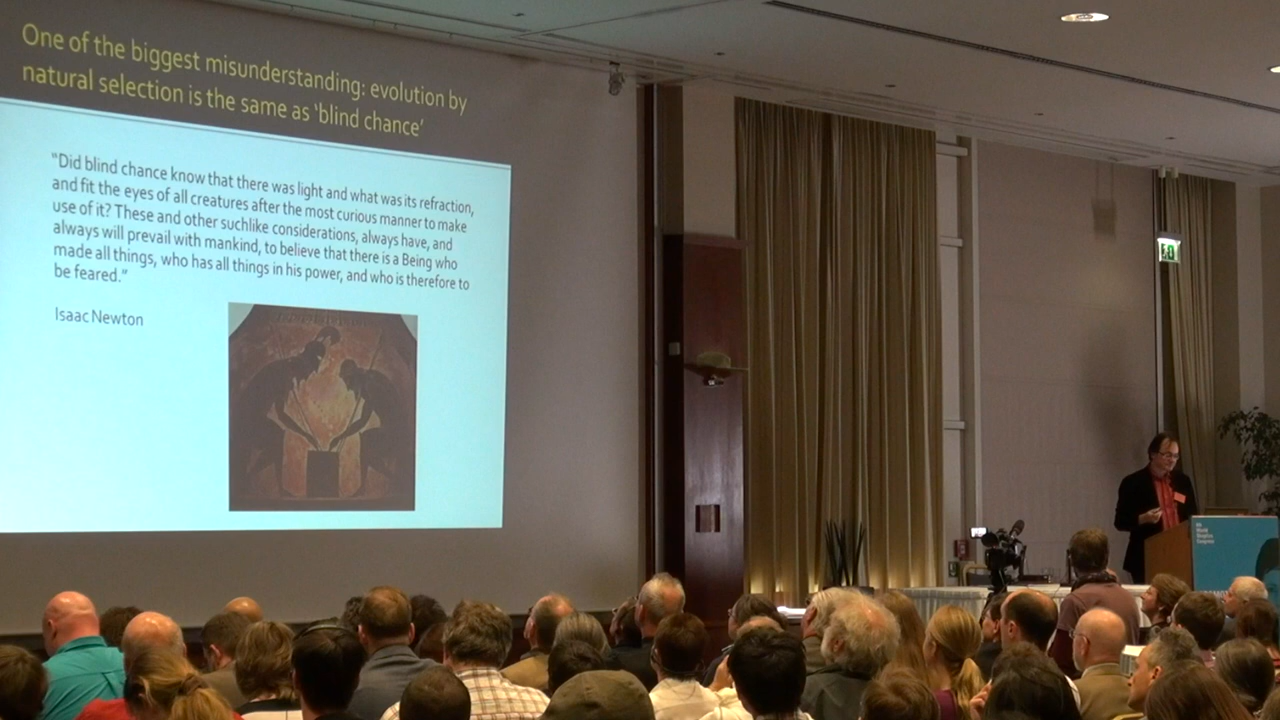 One of the biggest misunderstanding: evolution by
natural selection is the same as ‘blind chance’
“Did blind chance know that there was light and what was its refraction,
and fit the eyes of all creatures after the most curious manner to make
use of it? These and other suchlike considerations, always have, and
always will prevail with mankind, to believe that there is a Being who
made all things, who has all things in his power, and who is therefore to
be feared.”
Isaac Newton
World
Skeptics
Congress